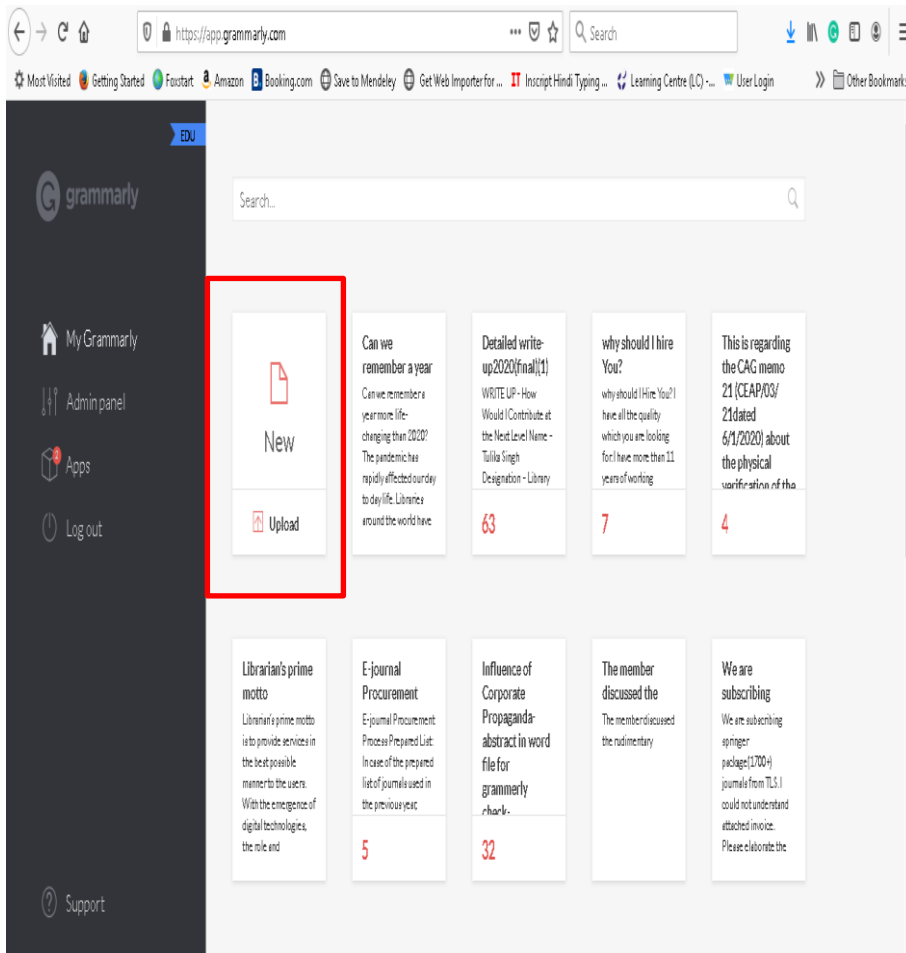 https://app.grammarly.com
Search
Most Visited Getting Started Foxstart Amazon Booking.com Save to Mendeley Get Web Importer for ... Inscript Hindi Typing ... Learning Centre (LC) -... User Login Other Bookmarks
EDU
grammarly
Search...
My Grammarly
Admin panel
2
Apps
Log out
Support
New
Upload
Can we
remember a year
Can we remember a
year more life-
changing than 2020?
The pandemic has
rapidly affected our day
to day life. Libraries
around the world have
Detailed write-
up2020(final)(1)
WRITE UP - How
Would I Contribute at
the Next Level Name -
Tulika Singh
Designation - Library
63
why should I hire
You?
why should I Hire You? I
have all the quality
which you are looking
for. I have more than 11
years of working
7
This is regarding
the CAG memo
21 (CEAP/03/
21dated
6/1/2020) about
the physical
verification of the
4
Librarian's prime
motto
Librarian's prime motto
is to provide services in
the best possible
manner to the users.
With the emergence of
digital technologies,
the role and
E-journal
Procurement
E-journal Procurement
Process Prepared List:
In case of the prepared
list of journals used in
the previous year,
5
Influence of
Corporate
Propaganda-
abstract in word
file for
grammerly
check-
32
The member
discussed the
The member discussed
the rudimentary
We are
subscribing
We are subscribing
springer
package(1700+)
journals from TLS. I
could not understand
attached invoice.
Please elaborate the